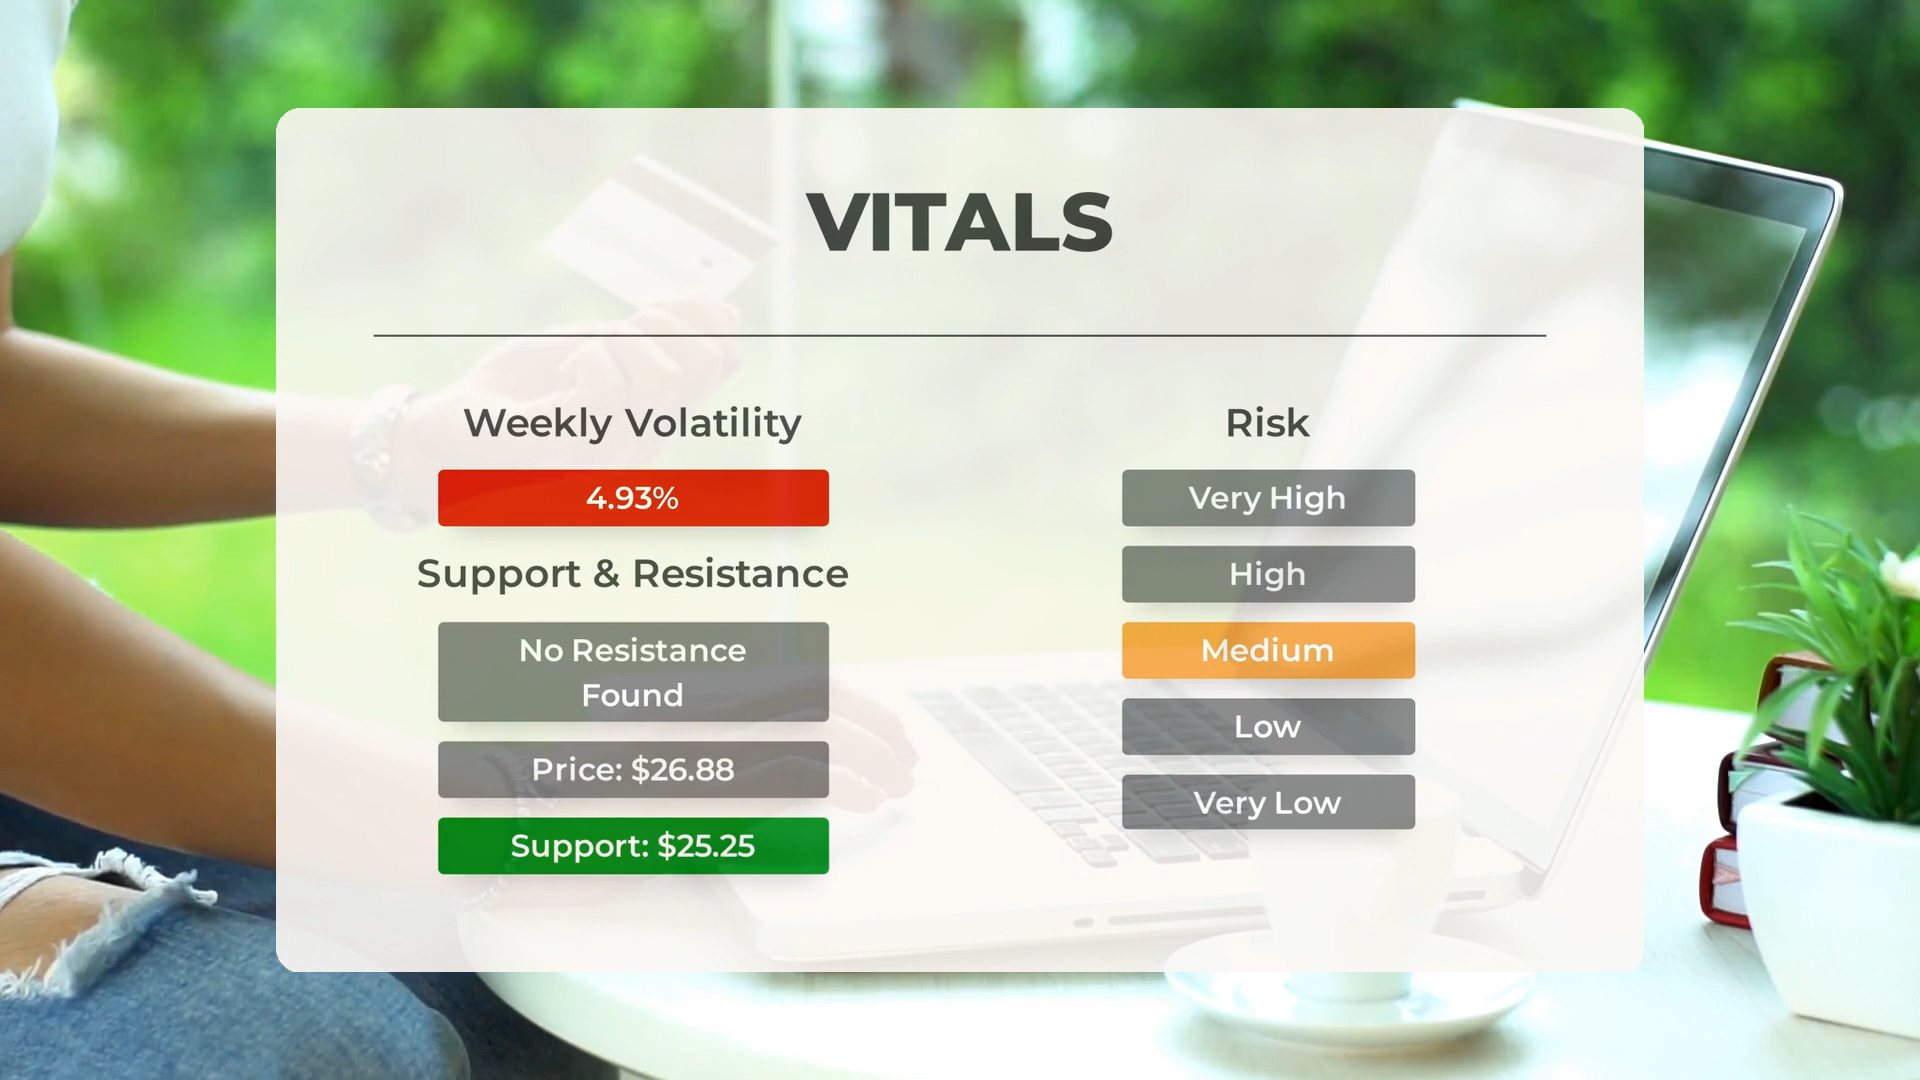 VITALS
Weekly Volatility
4.93%
Support & Resistance
No Resistance
Found
Price: $26.88
Support: $25.25
Risk
Very High
High
Medium
Low
Very Low